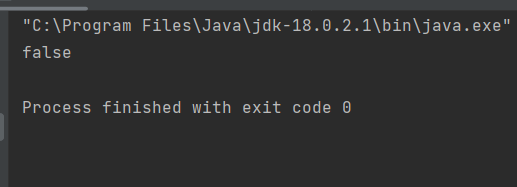 "C:\Program Files\Java\jdk-18.0.2.1\bin\java.exe"
false
Process finished with exit code 0